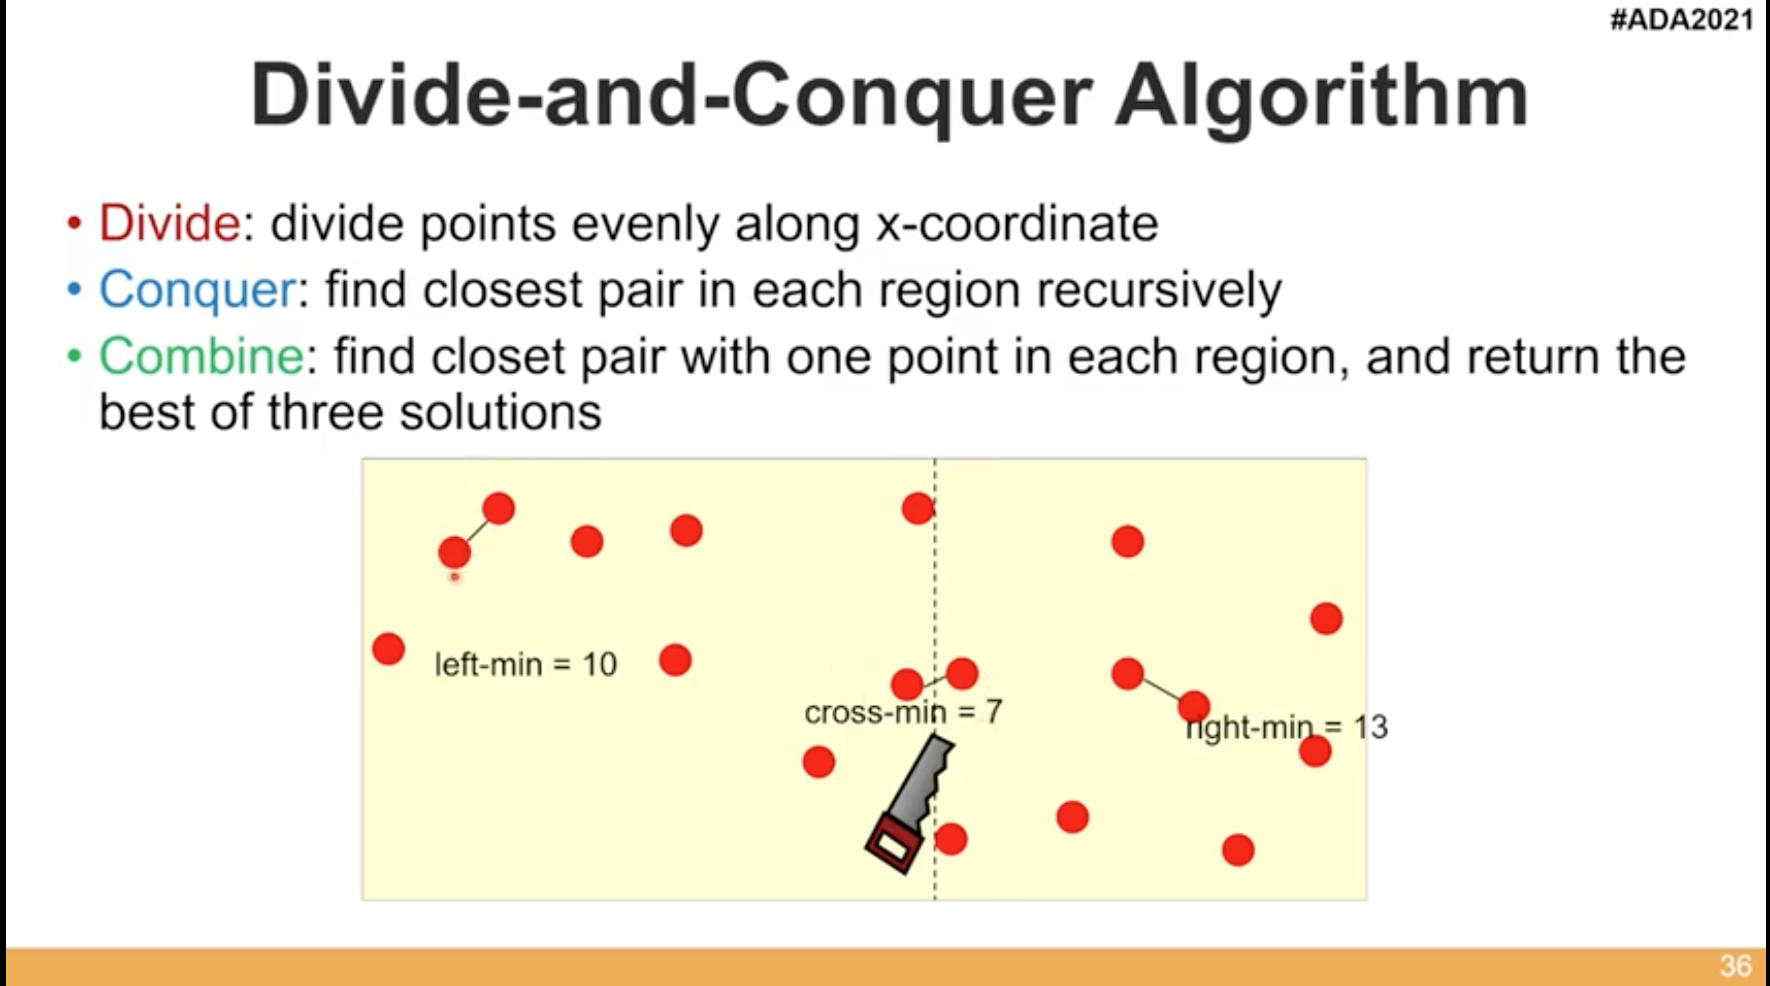 #ADA2021
Divide-and-Conquer Algorithm
• Divide: divide points evenly along x-coordinate
• Conquer: find closest pair in each region recursively
• Combine: find closet pair with one point in each region, and return the
best of three solutions
left-min = 10
cross-min = 7
right-min = 13
36